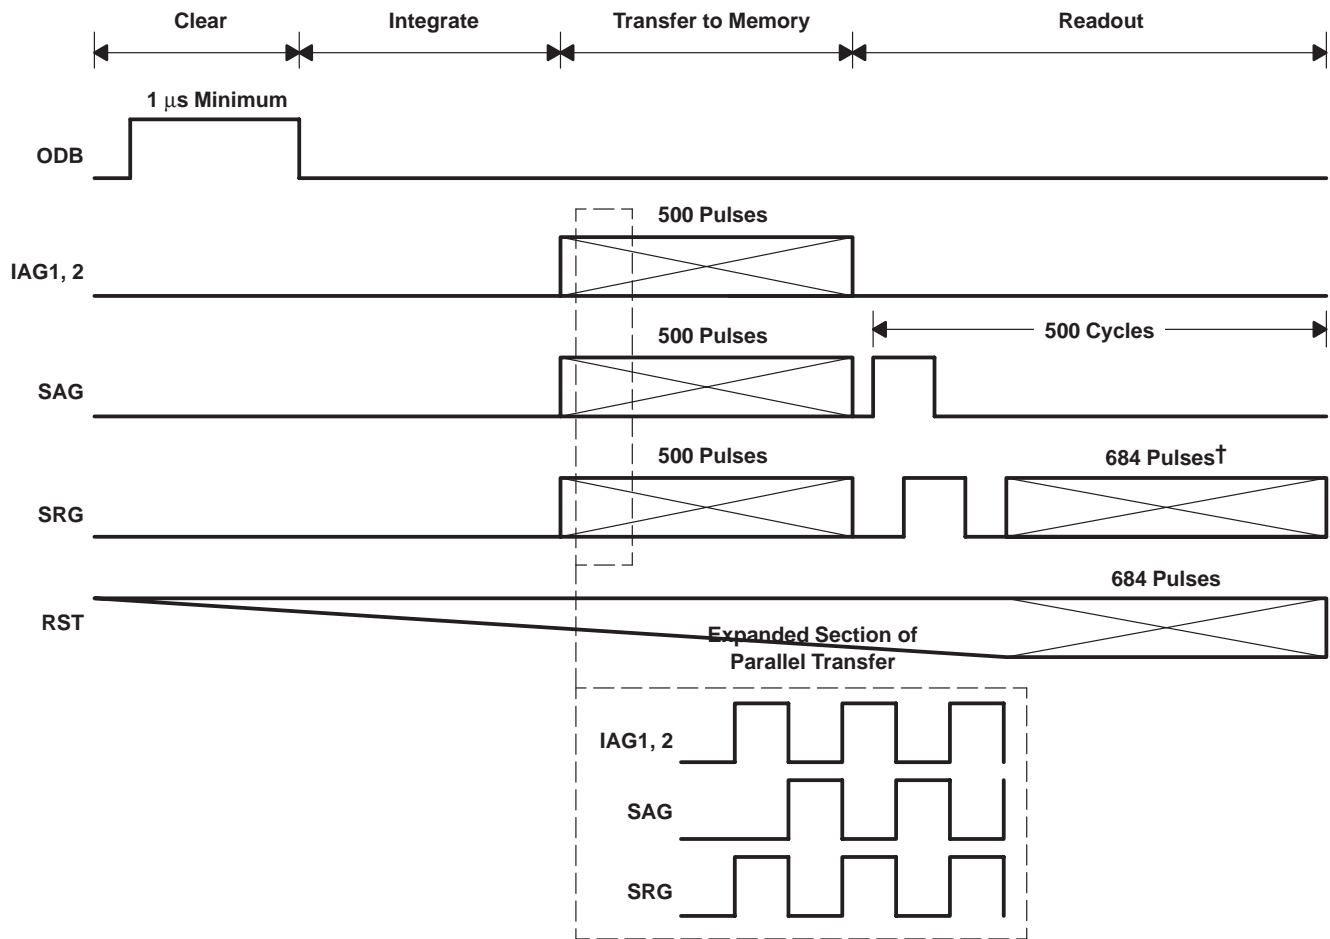 Clear Integrate Transfer to Memory Readout
1 μs Minimum
ODB
500 Pulses
IAG1, 2
500 Cycles
500 Pulses
SAG
500 Pulses 684 Pulses†
SRG
684 Pulses
RST
Expanded Section of
Parallel Transfer
IAG1, 2
SAG
SRG